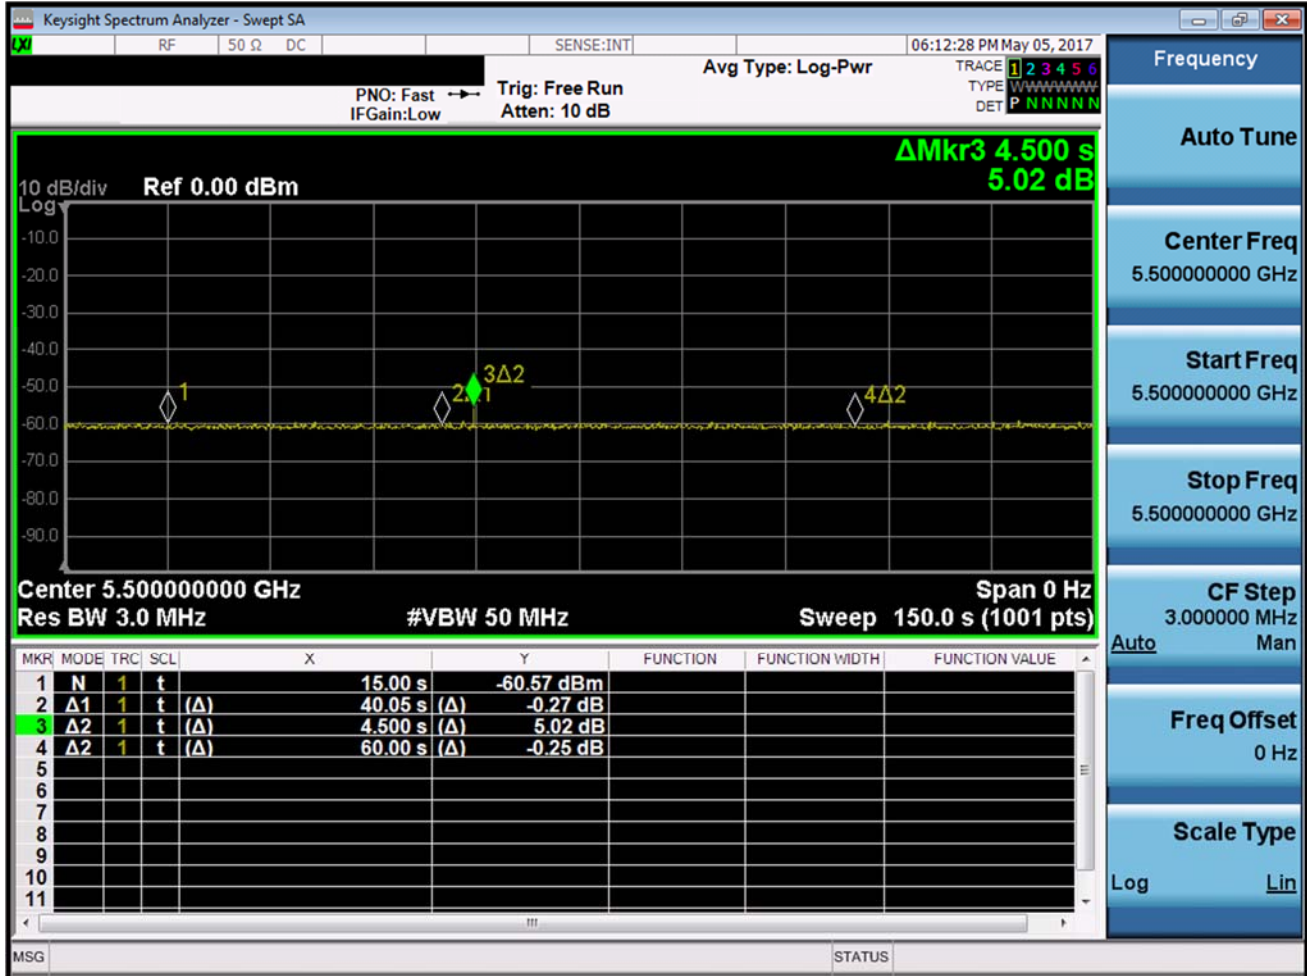 Keysight Spectrum Analyzer - Swept SA
LXI RF 50 Ω DC SENSE:INT 06:12:28 PM May 05, 2017
PNO: Fast Trig: Free Run Avg Type: Log-Pwr TRACE 1 2 3 4 5 6
IFGain:Low Atten: 10 dB TYPE WWWWWW
DET P N N N N N
ΔMkr3 4.500 s
5.02 dB
10 dB/div Ref 0.00 dBm
Log
-10.0
-20.0
-30.0
-40.0
-50.0
-60.0
-70.0
-80.0
-90.0
1
3Δ2
4Δ2
Center 5.500000000 GHz Span 0 Hz
Res BW 3.0 MHz #VBW 50 MHz Sweep 150.0 s (1001 pts)
MKR MODE TRC SCL X Y FUNCTION FUNCTION WIDTH FUNCTION VALUE
1 N 1 t 15.00 s -60.57 dBm
2 Δ1 1 t (Δ) 40.05 s (Δ) -0.27 dB
3 Δ2 1 t (Δ) 4.500 s (Δ) 5.02 dB
4 Δ2 1 t (Δ) 60.00 s (Δ) -0.25 dB
5
6
7
8
9
10
11
MSG STATUS
Frequency
Auto Tune
Center Freq
5.500000000 GHz
Start Freq
5.500000000 GHz
Stop Freq
5.500000000 GHz
CF Step
3.000000 MHz
Auto Man
Freq Offset
0 Hz
Scale Type
Log Lin